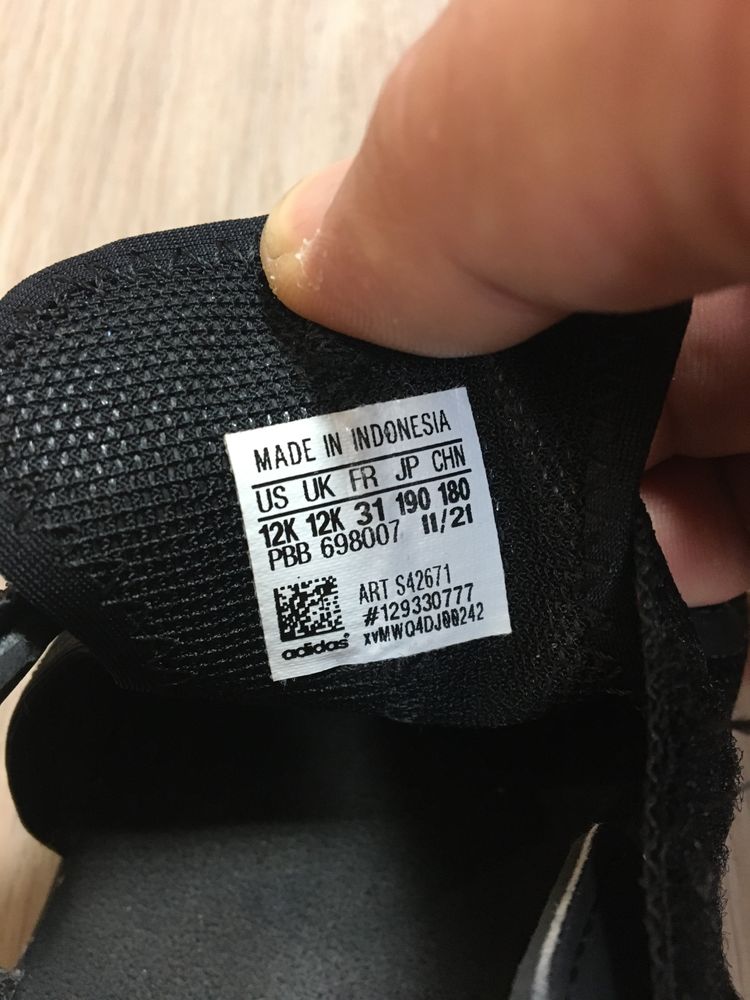 MADE IN INDONESIA
US UK FR JP CHN
12K 12K 31 190 180
PBB 698007 11/21
ART S42671
#129330777
xvMWQ4DJ00242
adidas